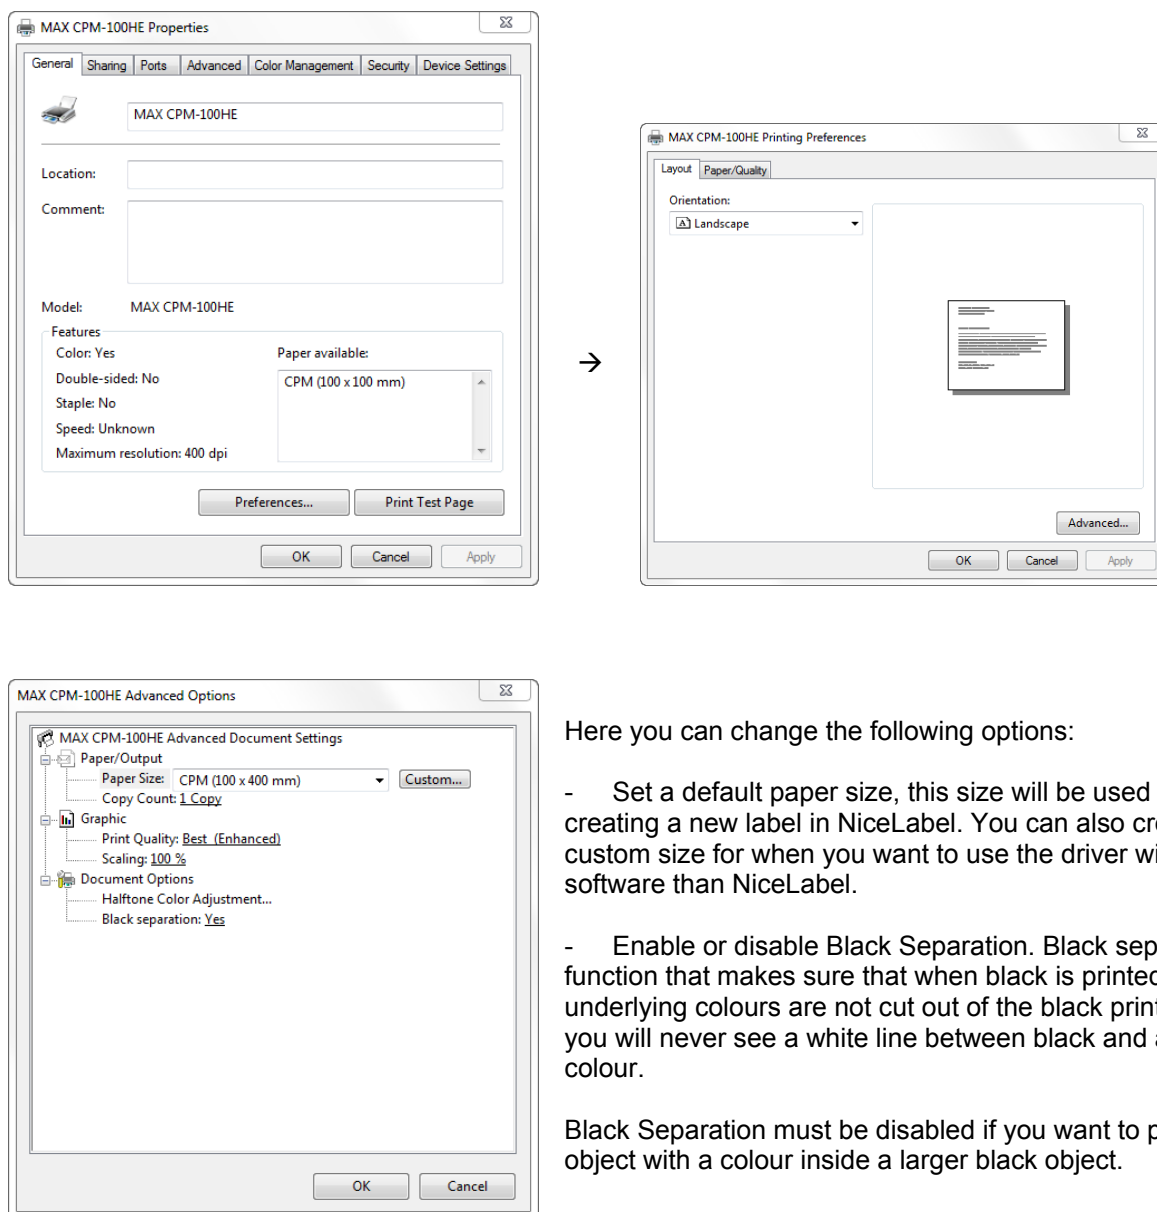 MAX CPM-100HE Properties
General Sharing Ports Advanced Color Management Security Device Settings
MAX CPM-100HE
Location:
Comment:
Model: MAX CPM-100HE
Features
Color: Yes
Double-sided: No
Staple: No
Speed: Unknown
Maximum resolution: 400 dpi
Paper available:
CPM (100 x 100 mm)
Preferences... Print Test Page
OK Cancel Apply
→
MAX CPM-100HE Printing Preferences
Layout Paper/Quality
Orientation:
Landscape
Advanced...
OK Cancel Apply
MAX CPM-100HE Advanced Options
MAX CPM-100HE Advanced Document Settings
Paper/Output
Paper Size: CPM (100 x 400 mm) Custom...
Copy Count: 1 Copy
Graphic
Print Quality: Best (Enhanced)
Scaling: 100 %
Document Options
Halftone Color Adjustment...
Black separation: Yes
OK Cancel
Here you can change the following options:
- Set a default paper size, this size will be used
creating a new label in NiceLabel. You can also cr
custom size for when you want to use the driver wi
software than NiceLabel.
- Enable or disable Black Separation. Black sep
function that makes sure that when black is printed
underlying colours are not cut out of the black print
you will never see a white line between black and a
colour.
Black Separation must be disabled if you want to p
object with a colour inside a larger black object.